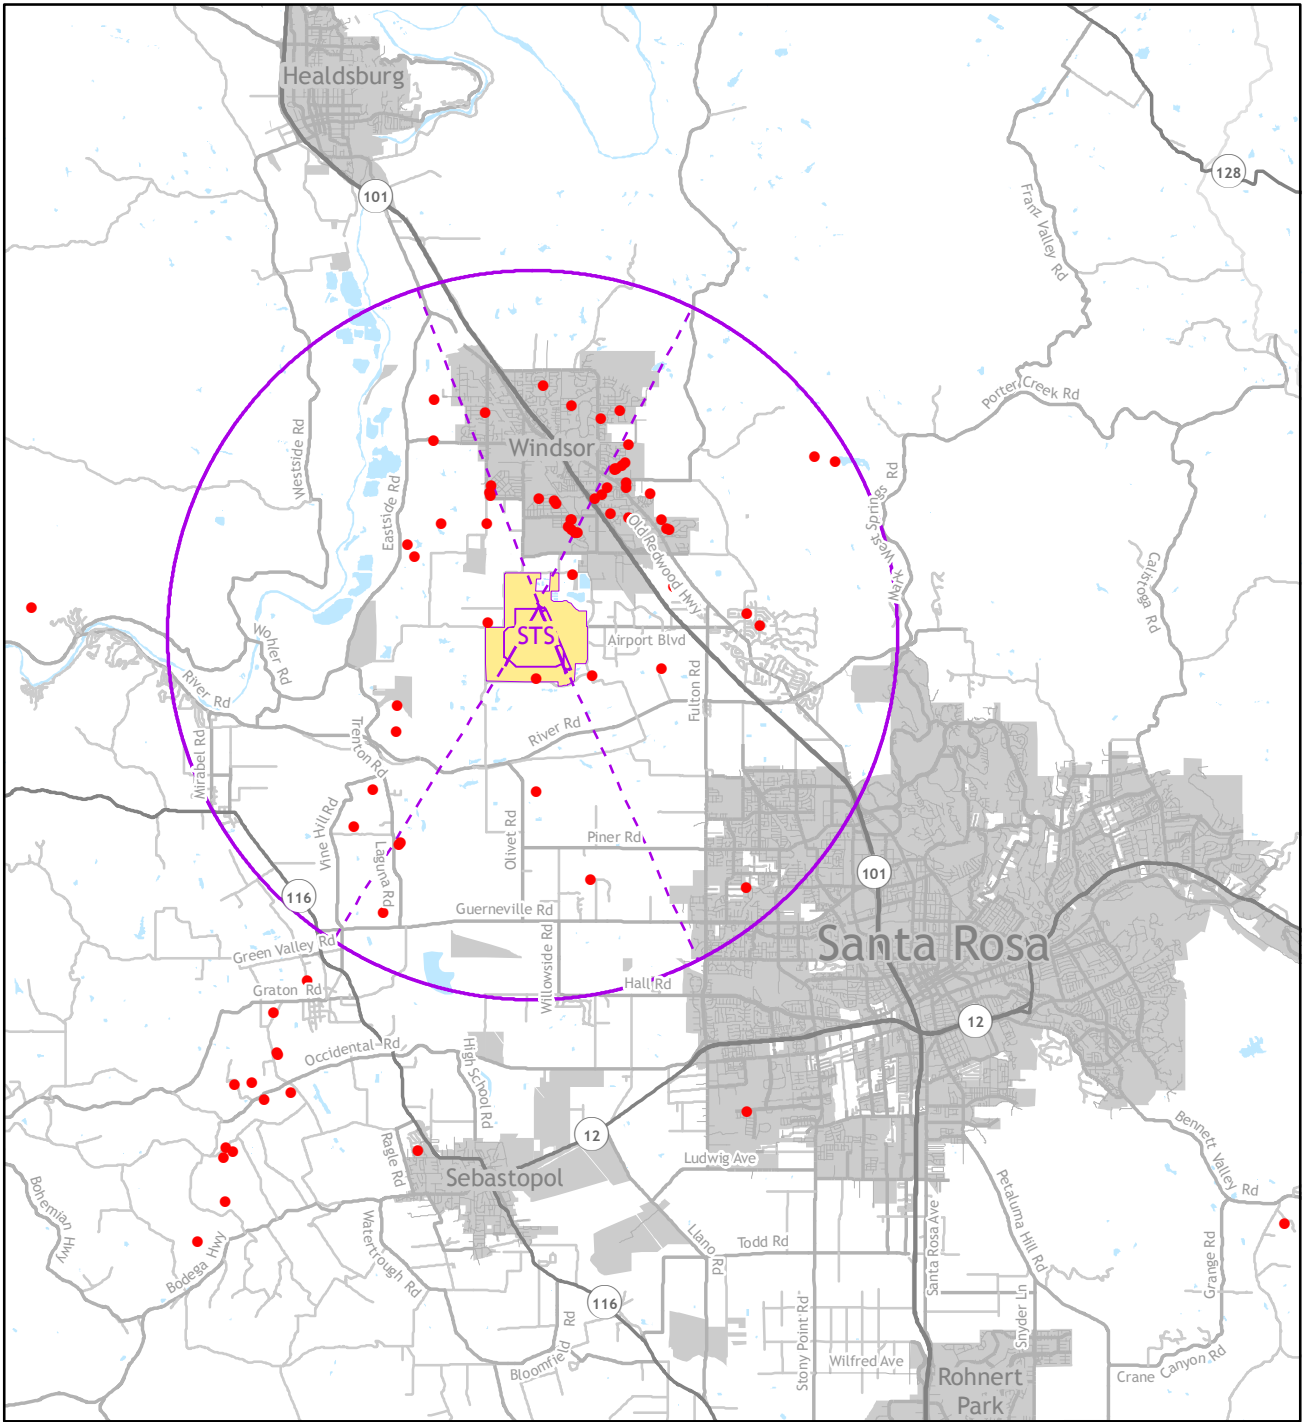 Healdsburg
101
128
Franz Valley Rd
Porter Creek Rd
Westside Rd
Windsor
Eastside Rd
Mark West Springs Rd
Old Redwood Hwy
Calistoga Rd
Wohler Rd
STS
Airport Blvd
River Rd
Fulton Rd
River Rd
Trenton Rd
Mirabel Rd
Vine Hill Rd
Olivet Rd
Piner Rd
Laguna Rd
101
116
Guerneville Rd
Green Valley Rd
Santa Rosa
Willowside Rd
Hall Rd
Graton Rd
12
Occidental Rd
High School Rd
12
Ragle Rd
Bennett Valley Rd
Ludwig Ave
Sebastopol
Petaluma Hill Rd
Bohemian Hwy
Watertrough Rd
Llano Rd
Todd Rd
Santa Rosa Ave
Grange Rd
Bodega Hwy
116
Stony Point Rd
Snyder Ln
Bloomfield Rd
Wilfred Ave
Crane Canyon Rd
Rohnert
Park